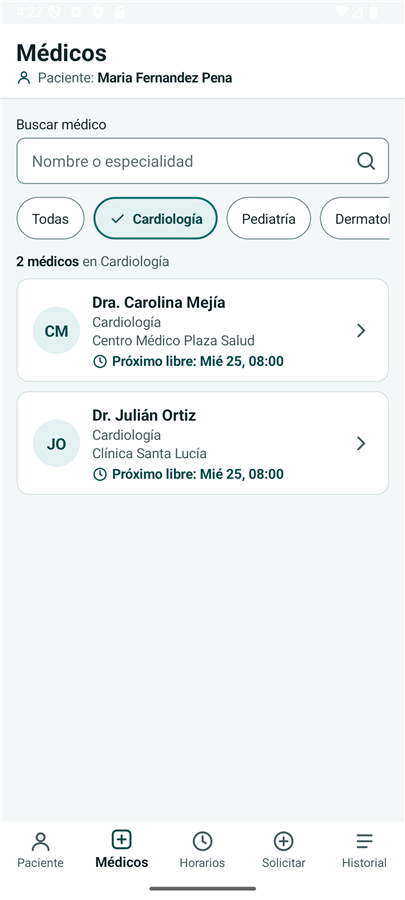 4:22
Médicos
Paciente: Maria Fernandez Pena
Buscar médico
Nombre o especialidad
Todas
Cardiología
Pediatría
Dermatol
2 médicos en Cardiología
CM
Dra. Carolina Mejía
Cardiología
Centro Médico Plaza Salud
Próximo libre: Mié 25, 08:00
JO
Dr. Julián Ortiz
Cardiología
Clínica Santa Lucía
Próximo libre: Mié 25, 08:00
Paciente
Médicos
Horarios
Solicitar
Historial